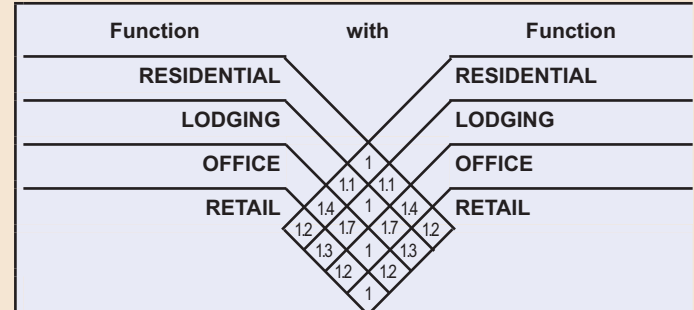 Function with Function
RESIDENTIAL RESIDENTIAL
LODGING LODGING
OFFICE 1 OFFICE
1.1 1.1
RETAIL 1.4 1 1.4 RETAIL
1.2 1.7 1.7 1.2
1.3 1 1.3
1.2 1.2
1